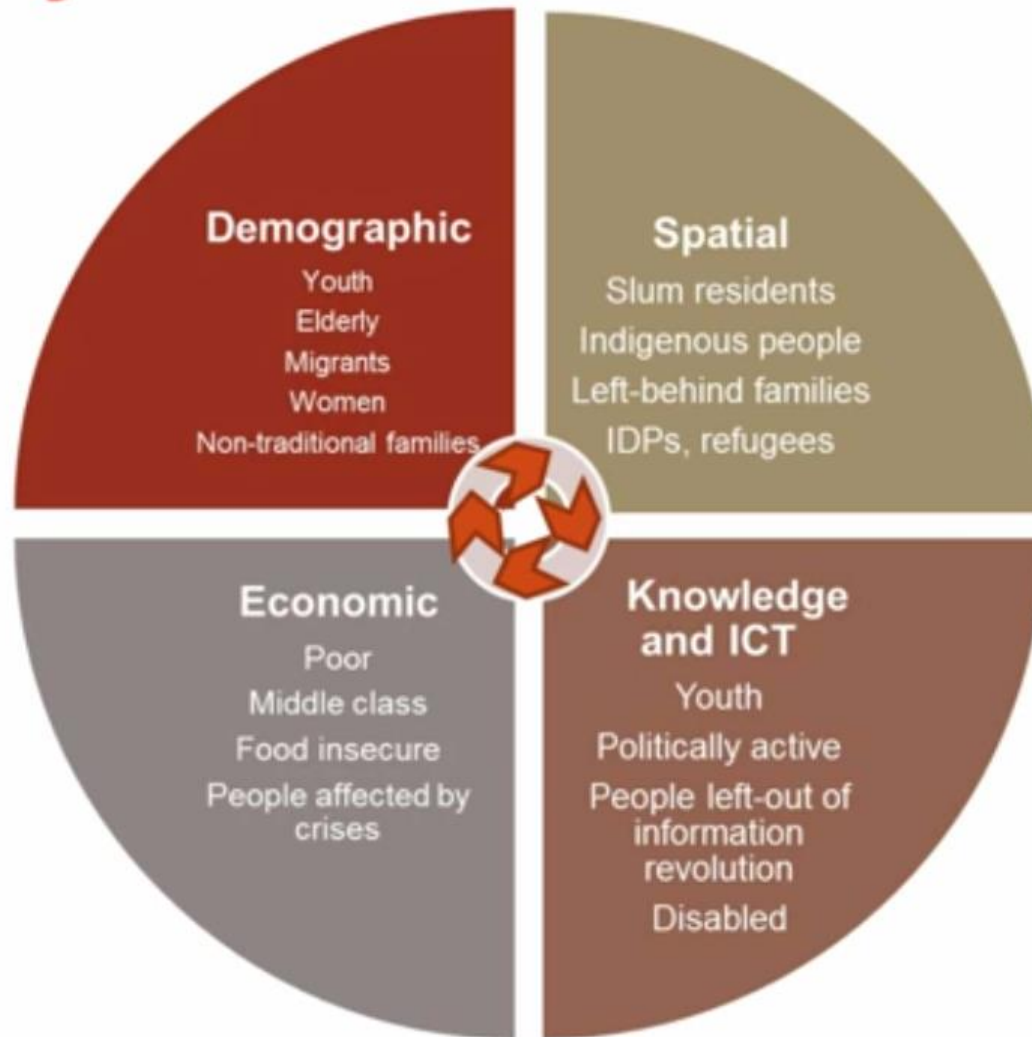 Demographic
Youth
Elderly
Migrants
Women
Non-traditional families
Spatial
Slum residents
Indigenous people
Left-behind families
IDPs, refugees
Economic
Poor
Middle class
Food insecure
People affected by
crises
Knowledge
and ICT
Youth
Politically active
People left-out of
information
revolution
Disabled